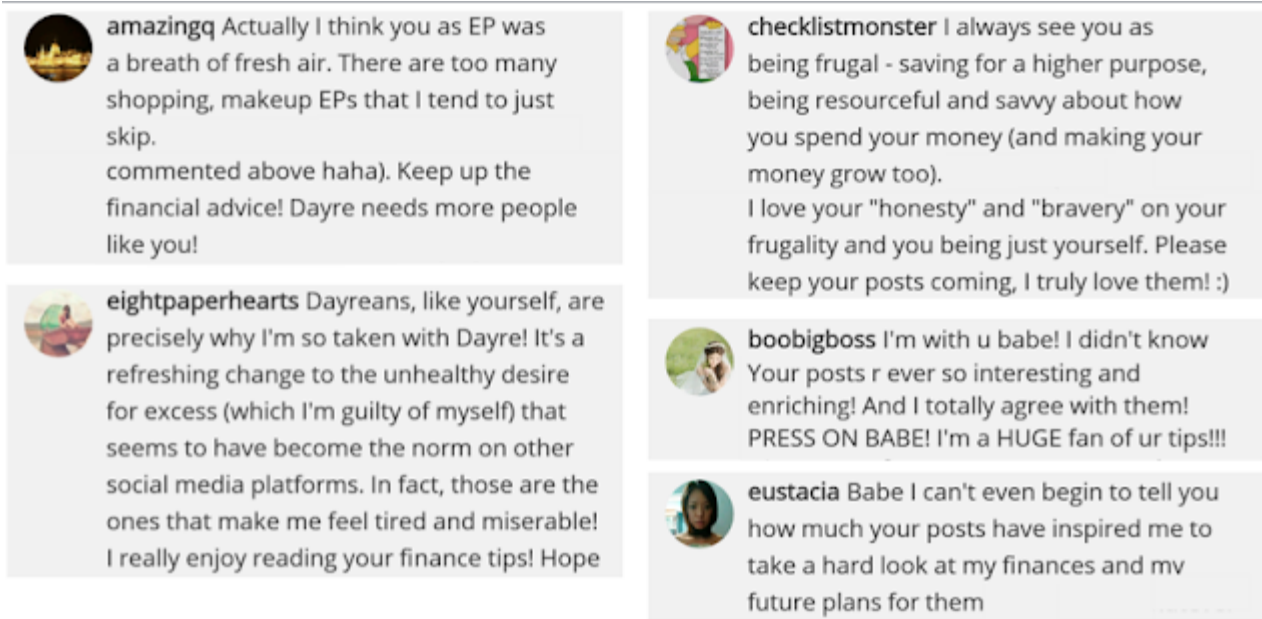 amazingq Actually I think you as EP was
a breath of fresh air. There are too many
shopping, makeup EPs that I tend to just
skip.
commented above haha). Keep up the
financial advice! Dayre needs more people
like you!
eightpaperhearts Dayreans, like yourself, are
precisely why I'm so taken with Dayre! It's a
refreshing change to the unhealthy desire
for excess (which I'm guilty of myself) that
seems to have become the norm on other
social media platforms. In fact, those are the
ones that make me feel tired and miserable!
I really enjoy reading your finance tips! Hope
checklistmonster I always see you as
being frugal - saving for a higher purpose,
being resourceful and savvy about how
you spend your money (and making your
money grow too).
I love your "honesty" and "bravery" on your
frugality and you being just yourself. Please
keep your posts coming, I truly love them! :)
boobigboss I'm with u babe! I didn't know
Your posts r ever so interesting and
enriching! And I totally agree with them!
PRESS ON BABE! I'm a HUGE fan of ur tips!!!
eustacia Babe I can't even begin to tell you
how much your posts have inspired me to
take a hard look at my finances and my
future plans for them